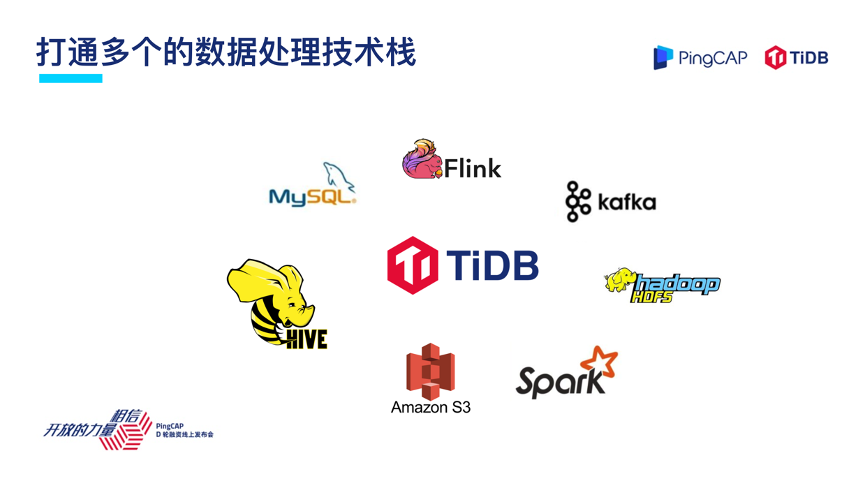 打通多个的数据处理技术栈
PingCAP
TiDB
Flink
MySQL®
kafka
TiDB
hadoop
HDFS
HIVE
Spark
Amazon S3
相信
开放的力量
PingCAP
D 轮融资线上发布会